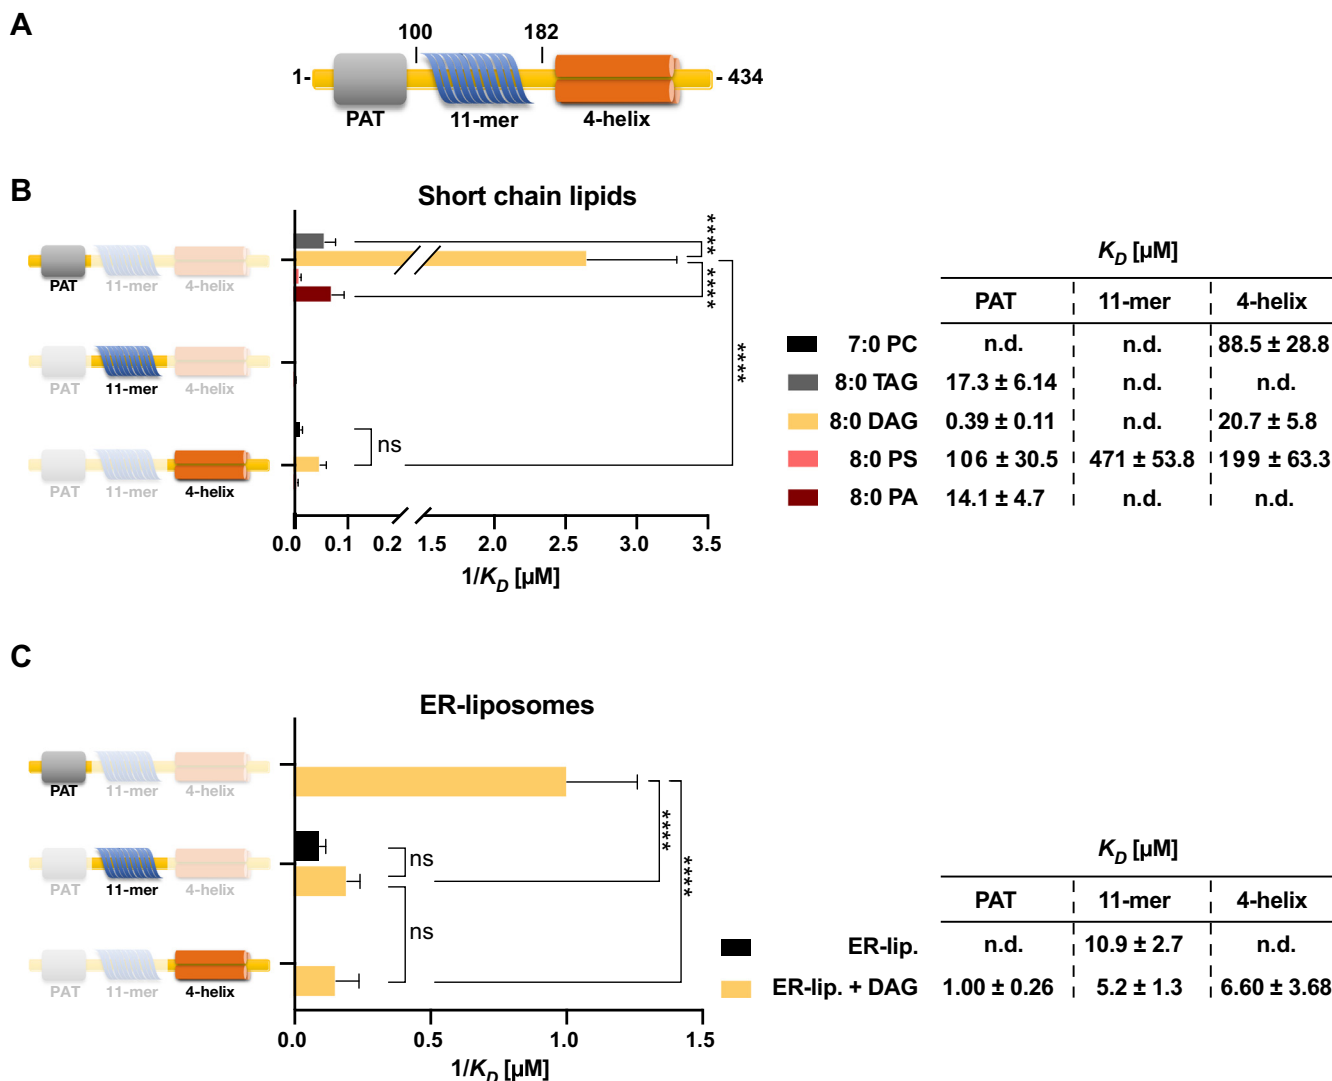 A
100 182
1- - 434
PAT 11-mer 4-helix
B
Short chain lipids
PAT 11-mer 4-helix
PAT 11-mer 4-helix
PAT 11-mer 4-helix
****
****
****
ns
0.0 0.1 0.2 1.5 2.0 2.5 3.0 3.5
1/K_D [µM]
K_D [µM]
PAT 11-mer 4-helix
7:0 PC n.d. n.d. 88.5 ± 28.8
8:0 TAG 17.3 ± 6.14 n.d. n.d.
8:0 DAG 0.39 ± 0.11 n.d. 20.7 ± 5.8
8:0 PS 106 ± 30.5 471 ± 53.8 199 ± 63.3
8:0 PA 14.1 ± 4.7 n.d. n.d.
C
ER-liposomes
PAT 11-mer 4-helix
PAT 11-mer 4-helix
PAT 11-mer 4-helix
****
****
ns
ns
0.0 0.5 1.0 1.5
1/K_D [µM]
K_D [µM]
PAT 11-mer 4-helix
ER-lip. n.d. 10.9 ± 2.7 n.d.
ER-lip. + DAG 1.00 ± 0.26 5.2 ± 1.3 6.60 ± 3.68